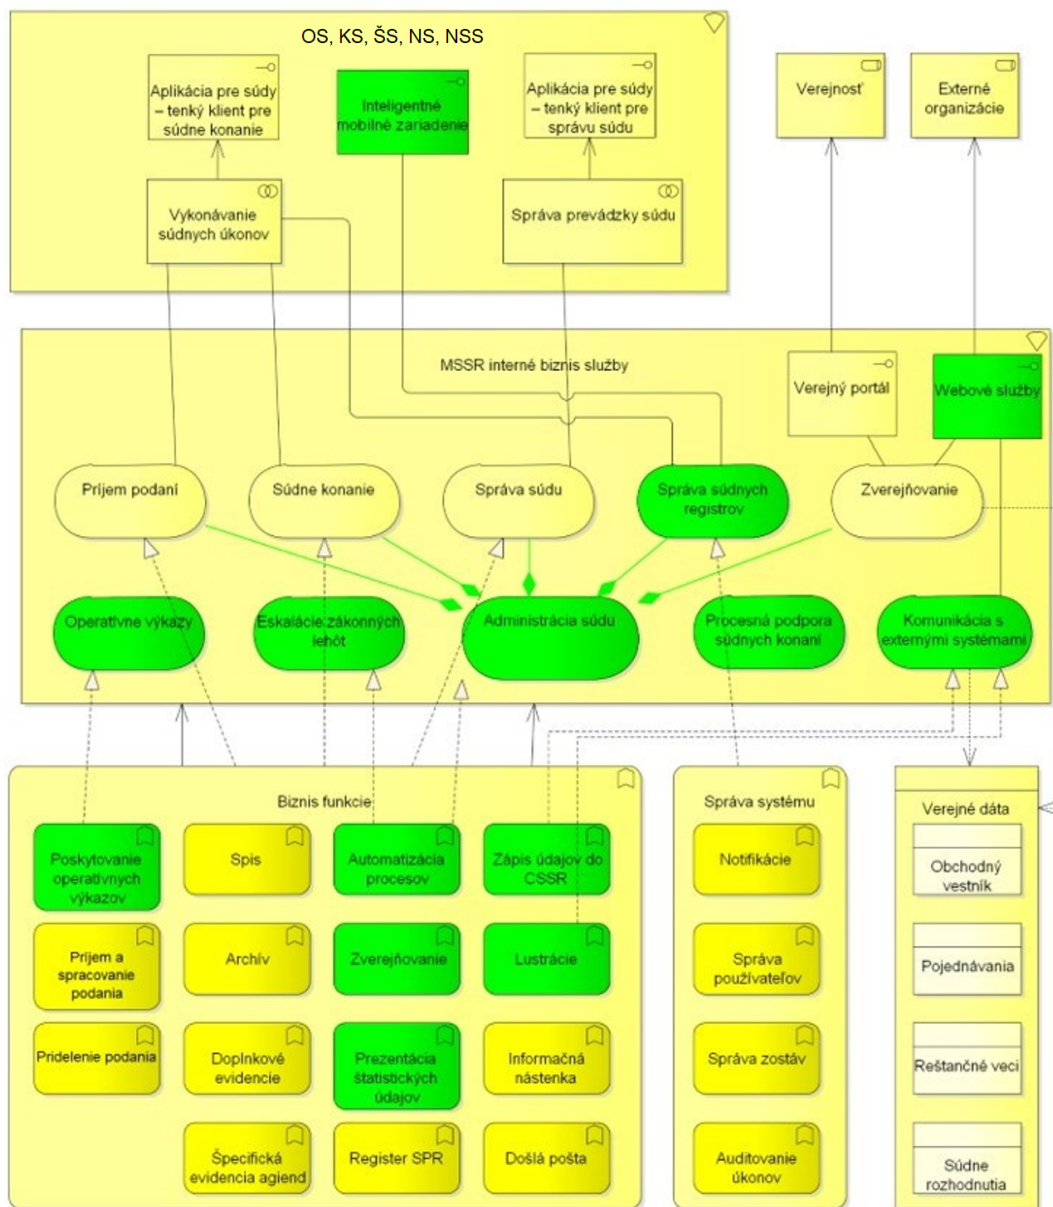 OS, KS, ŠS, NS, NSS
Aplikácia pre súdy
– tenký klient pre
súdne konanie
Inteligentné
mobilné zariadenie
Aplikácia pre súdy
– tenký klient pre
správu súdu
Verejnosť
Externé
organizácie
Vykonávanie
súdnych úkonov
Správa prevádzky súdu
MSSR interné biznis služby
Verejný portál
Webové služby
Príjem podaní
Súdne konanie
Správa súdu
Správa súdnych
registrov
Zverejňovanie
Operatívne výkazy
Eskalácie zákonných
lehôt
Administrácia súdu
Procesná podpora
súdnych konaní
Komunikácia s
externými systémami
Biznis funkcie
Poskytovanie
operatívnych
výkazov
Spis
Automatizácia
procesov
Zápis údajov do
CSSR
Príjem a
spracovanie
podania
Archív
Zverejňovanie
Lustrácie
Pridelenie podania
Doplnkové
evidencie
Prezentácia
štatistických
údajov
Informačná
nástenka
Špecifická
evidencia agiend
Register SPR
Došlá pošta
Správa systému
Notifikácie
Správa
používateľov
Správa zostáv
Auditovanie
úkonov
Verejné dáta
Obchodný
vestník
Pojednávania
Reštančné veci
Súdne
rozhodnutia